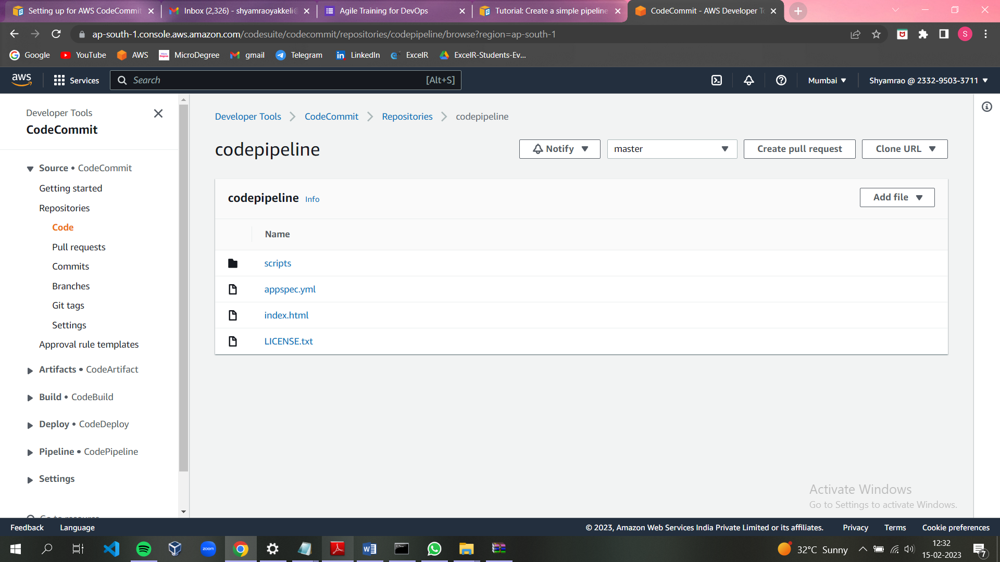 Setting up for AWS CodeCommit
Inbox (2,326) - shyamraoyakkeli@
Agile Training for DevOps
Tutorial: Create a simple pipeline
CodeCommit - AWS Developer To
ap-south-1.console.aws.amazon.com/codesuite/codecommit/repositories/codepipeline/browse?region=ap-south-1
S
Google
YouTube
AWS
MicroDegree
gmail
Telegram
LinkedIn
ExcelR
ExcelR-Students-Ev...
aws
Services
Search
[Alt+S]
Mumbai
Shyamrao @ 2332-9503-3711
Developer Tools
CodeCommit
Source • CodeCommit
Getting started
Repositories
Code
Pull requests
Commits
Branches
Git tags
Settings
Approval rule templates
Artifacts • CodeArtifact
Build • CodeBuild
Deploy • CodeDeploy
Pipeline • CodePipeline
Settings
Go to resource
Developer Tools
CodeCommit
Repositories
codepipeline
codepipeline
Notify
master
Create pull request
Clone URL
codepipeline Info
Add file
Name
scripts
appspec.yml
index.html
LICENSE.txt
Activate Windows
Go to Settings to activate Windows.
Feedback
Language
© 2023, Amazon Web Services India Private Limited or its affiliates.
Privacy
Terms
Cookie preferences
zoom
32°C Sunny
12:32
15-02-2023
7